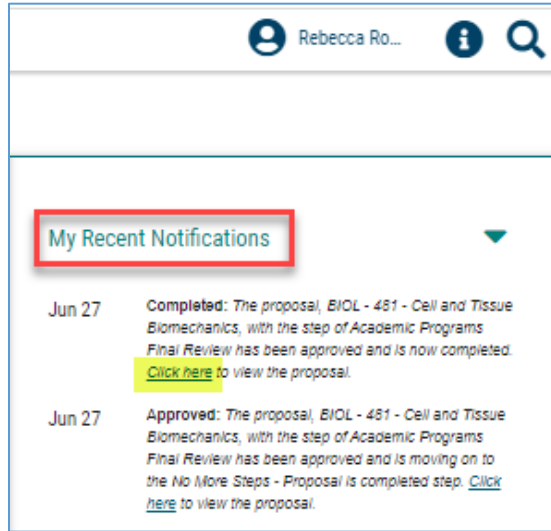 Rebecca Ro...
My Recent Notifications
Jun 27
Completed: The proposal, BIOL - 481 - Cell and Tissue
Biomechanics, with the step of Academic Programs
Final Review has been approved and is now completed.
Click here to view the proposal.
Jun 27
Approved: The proposal, BIOL - 481 - Cell and Tissue
Biomechanics, with the step of Academic Programs
Final Review has been approved and is moving on to
the No More Steps - Proposal is completed step. Click
here to view the proposal.